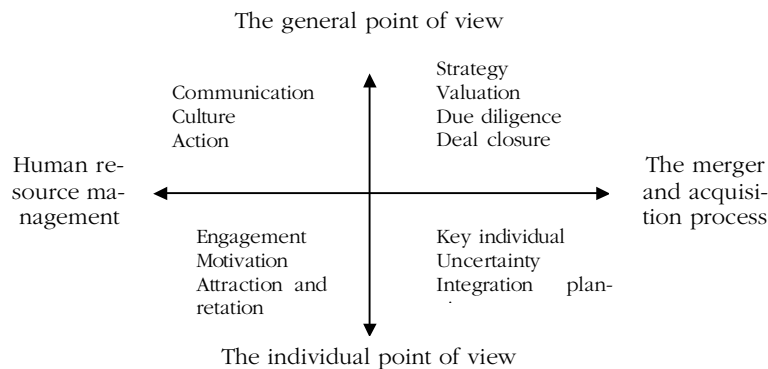 The general point of view
Communication
Culture
Action
Strategy
Valuation
Due diligence
Deal closure
Human re-
source ma-
nagement
The merger
and acquisi-
tion process
Engagement
Motivation
Attraction and
retation
Key individual
Uncertainty
Integration plan-
The individual point of view